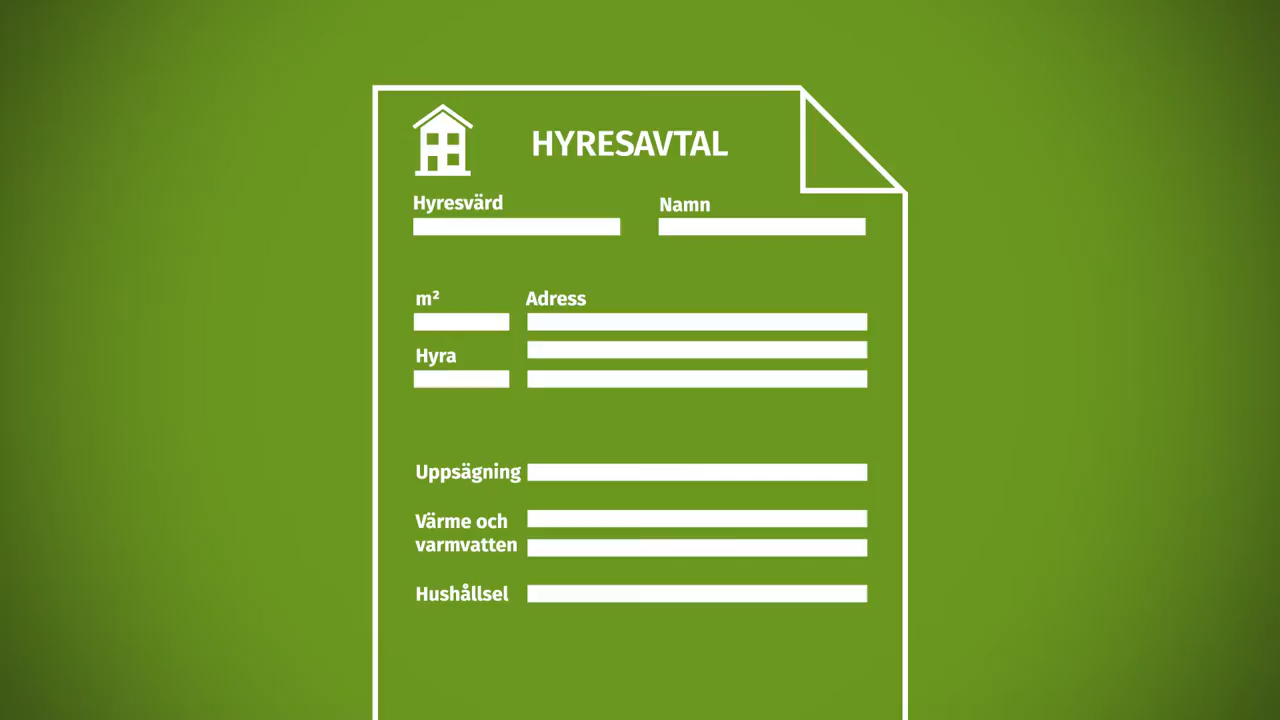 HYRESAVTAL
Hyresvärd
Namn
m²
Adress
Hyra
Uppsägning
Värme och
varmvatten
Hushållsel